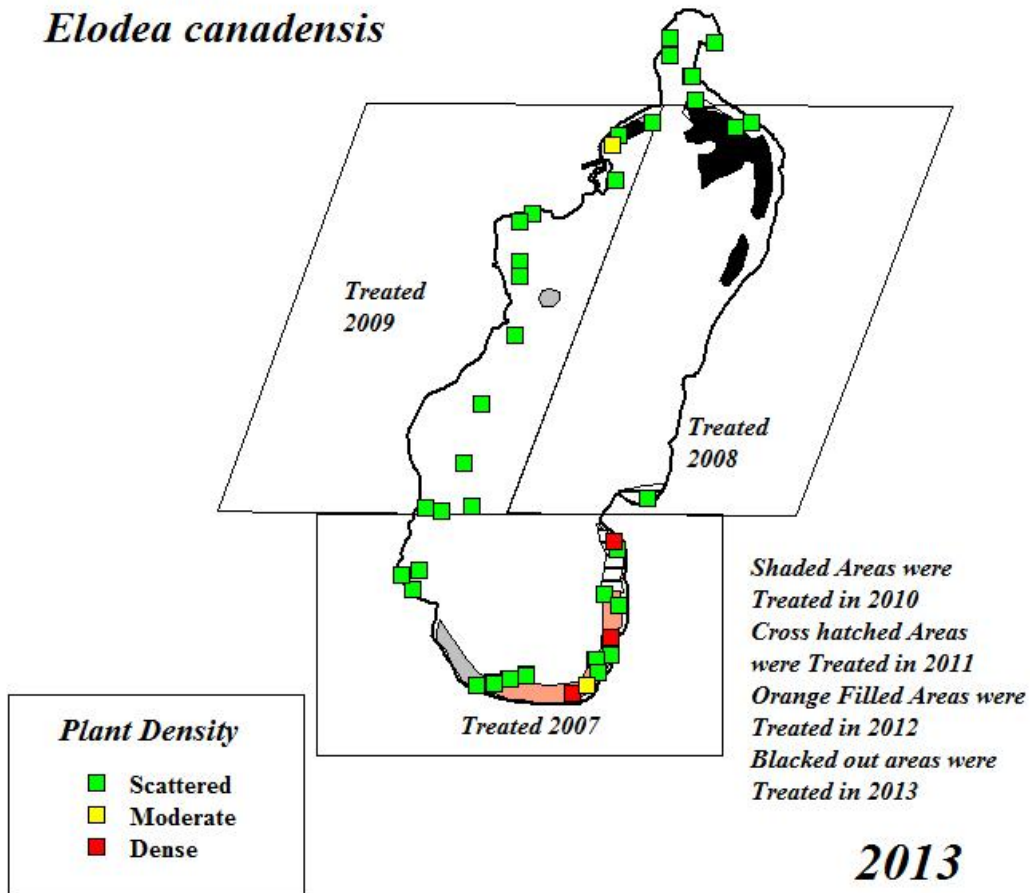 Elodea canadensis
Treated
2009
Treated
2008
Shaded Areas were
Treated in 2010
Cross hatched Areas
were Treated in 2011
Orange Filled Areas were
Treated in 2012
Blacked out areas were
Treated in 2013
Treated 2007
Plant Density
Scattered
Moderate
Dense
2013